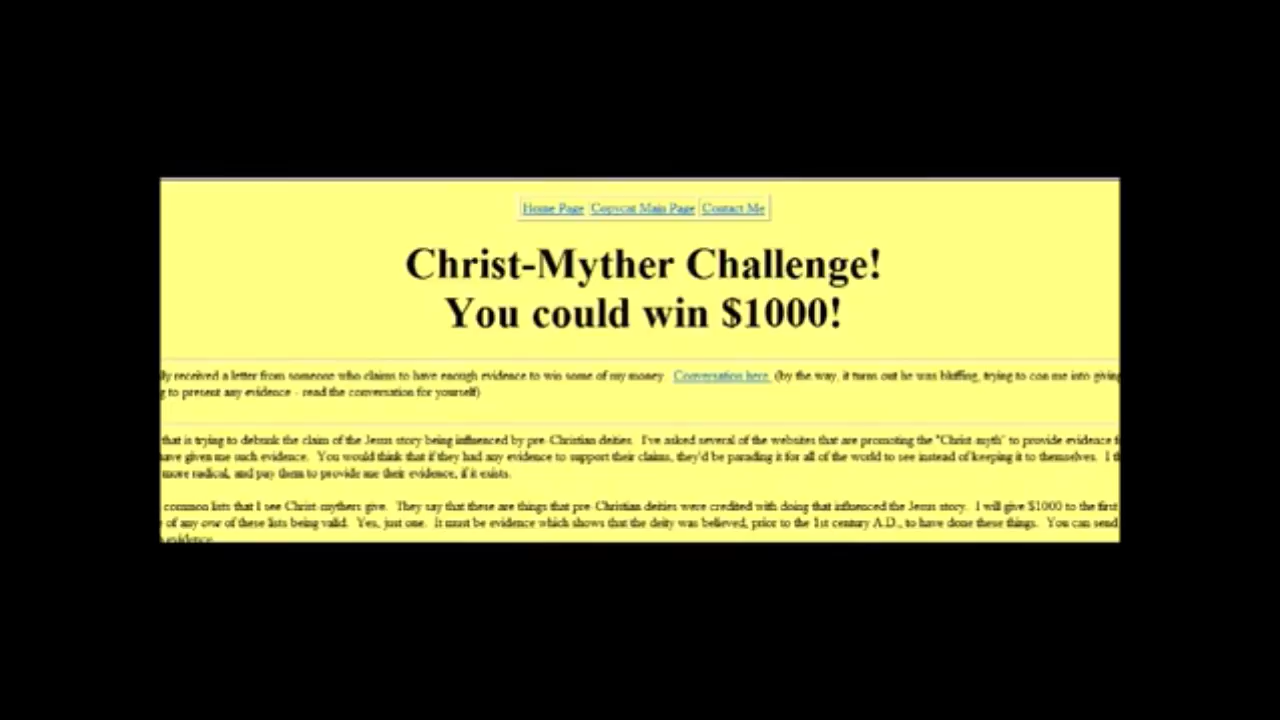 Home Page Copycat Main Page Contact Me
Christ-Myther Challenge!
You could win $1000!
ly received a letter from someone who claims to have enough evidence to win some of my money. Conversation here. (by the way, it turns out he was bluffing, trying to con me into giving
g to present any evidence - read the conversation for yourself)
that is trying to debunk the claim of the Jesus story being influenced by pre-Christian deities. I've asked several of the websites that are promoting the "Christ-myth" to provide evidence f
ave given me such evidence. You would think that if they had any evidence to support their claims, they'd be parading it for all of the world to see instead of keeping it to themselves. I th
more radical, and pay them to provide me their evidence, if it exists.
common lists that I see Christ-mythers give. They say that these are things that pre-Christian deities were credited with doing that influenced the Jesus story. I will give $1000 to the first
of any one of these lists being valid. Yes, just one. It must be evidence which shows that the deity was believed, prior to the 1st century A.D., to have done these things. You can send
evidence.